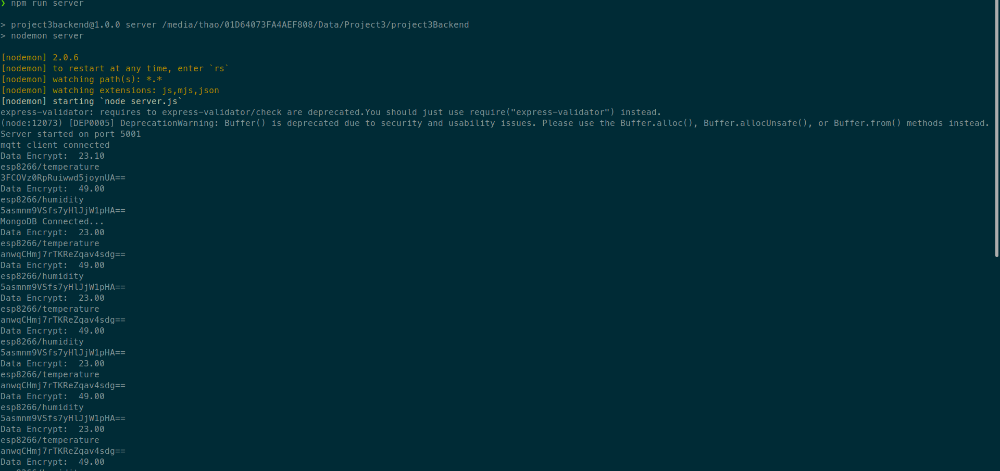 ❯ npm run server
> project3backend@1.0.0 server /media/thao/01D64073FA4AEF808/Data/Project3/project3Backend
> nodemon server
[nodemon] 2.0.6
[nodemon] to restart at any time, enter `rs`
[nodemon] watching path(s): *.*
[nodemon] watching extensions: js,mjs,json
[nodemon] starting `node server.js`
express-validator: requires to express-validator/check are deprecated.You should just use require("express-validator") instead.
(node:12073) [DEP0005] DeprecationWarning: Buffer() is deprecated due to security and usability issues. Please use the Buffer.alloc(), Buffer.allocUnsafe(), or Buffer.from() methods instead.
Server started on port 5001
mqtt client connected
Data Encrypt:  23.10
esp8266/temperature
3FCOVz0RpRuiwwd5joynUA==
Data Encrypt:  49.00
esp8266/humidity
5asmnm9VSfs7yHlJjW1pHA==
MongoDB Connected...
Data Encrypt:  23.00
esp8266/temperature
anwqCHmj7rTKReZqav4sdg==
Data Encrypt:  49.00
esp8266/humidity
5asmnm9VSfs7yHlJjW1pHA==
Data Encrypt:  23.00
esp8266/temperature
anwqCHmj7rTKReZqav4sdg==
Data Encrypt:  49.00
esp8266/humidity
5asmnm9VSfs7yHlJjW1pHA==
Data Encrypt:  23.00
esp8266/temperature
anwqCHmj7rTKReZqav4sdg==
Data Encrypt:  49.00
esp8266/humidity
5asmnm9VSfs7yHlJjW1pHA==
Data Encrypt:  23.00
esp8266/temperature
anwqCHmj7rTKReZqav4sdg==
Data Encrypt:  49.00